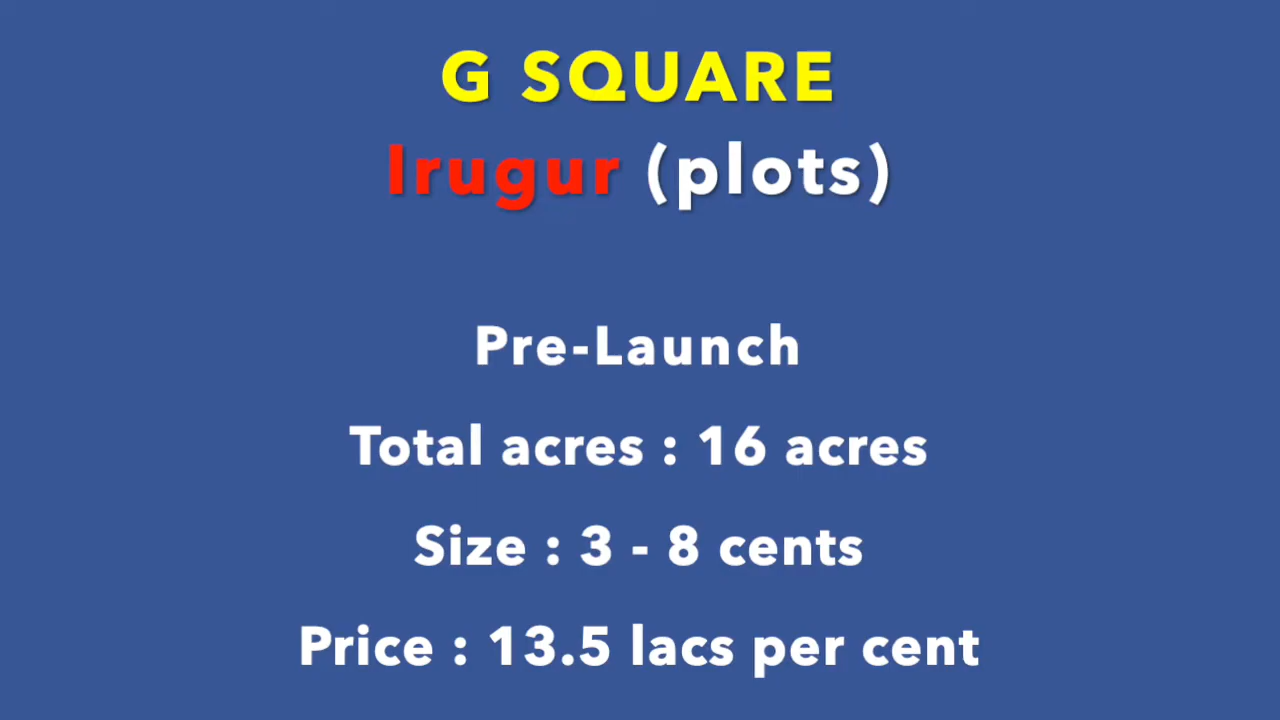 G SQUARE
Irugur (plots)
Pre-Launch
Total acres : 16 acres
Size : 3 - 8 cents
Price : 13.5 lacs per cent